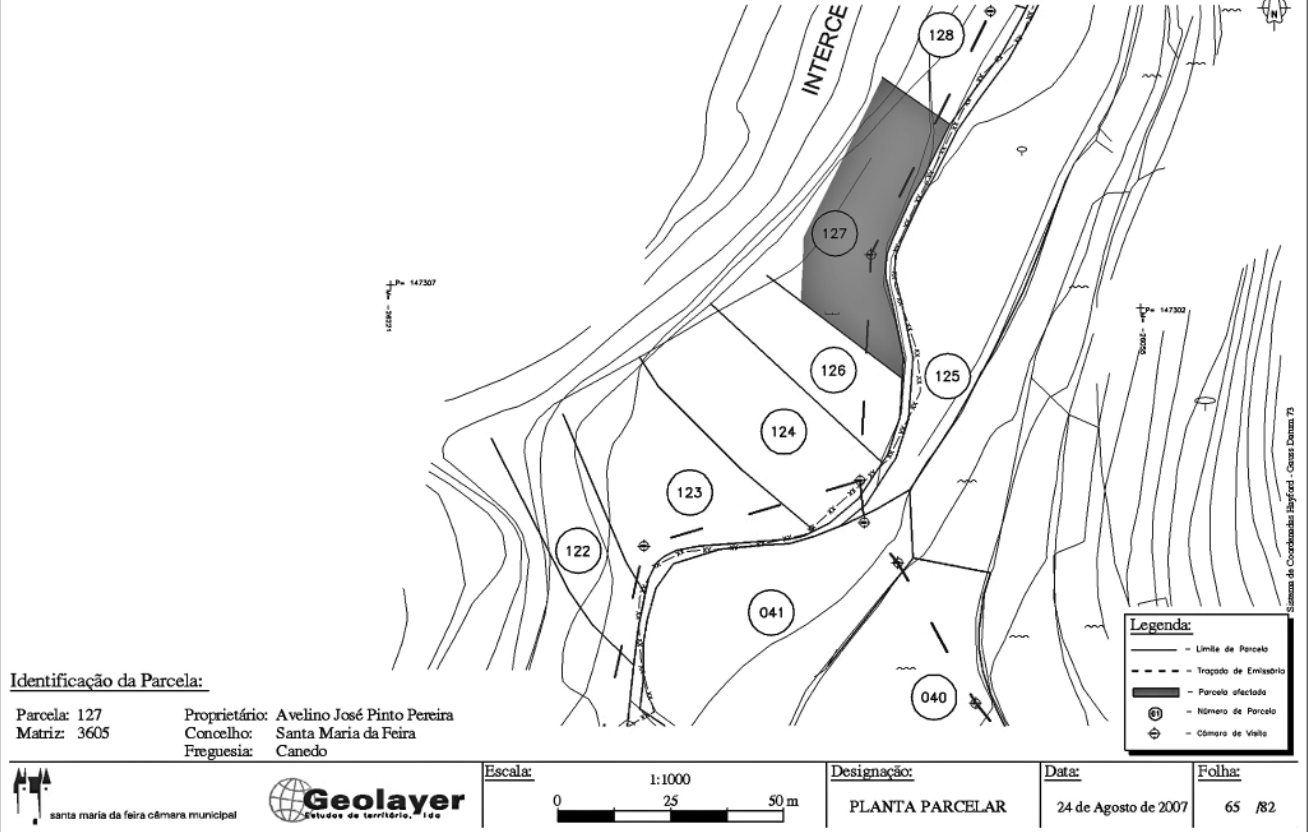 INTERCE
N
128
127
P= 147307
M= -26221
P= 147302
126
125
124
123
122
041
040
Sistema de Coordenadas Hayford - Gauss Datum 73
Legenda:
- Limite de Parcela
- Traçado de Emissário
- Parcela afectada
61 - Número de Parcela
- Câmara de Visita
Identificação da Parcela:
Parcela: 127 Proprietário: Avelino José Pinto Pereira
Matriz: 3605 Concelho: Santa Maria da Feira
Freguesia: Canedo
santa maria da feira câmara municipal
Geolayer
Estudos de território, lda
Escala:
1:1000
0 25 50 m
Designação:
PLANTA PARCELAR
Data:
24 de Agosto de 2007
Folha:
65 /82